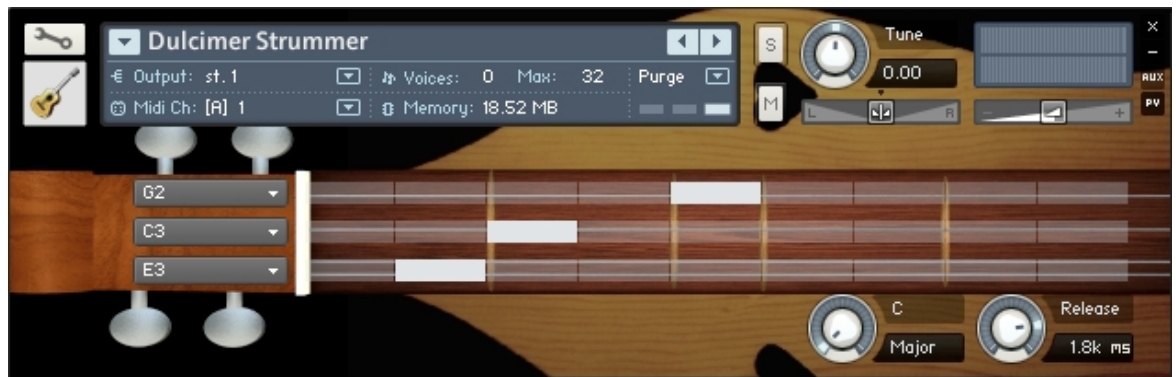 Dulcimer Strummer
Output: st.1
Voices: 0 Max: 32
Purge
Midi Ch: [A] 1
Memory: 18.52 MB
S
M
Tune
0.00
L R
- +
×
-
AUX
PV
G2
C3
E3
C
Major
Release
1.8k ms